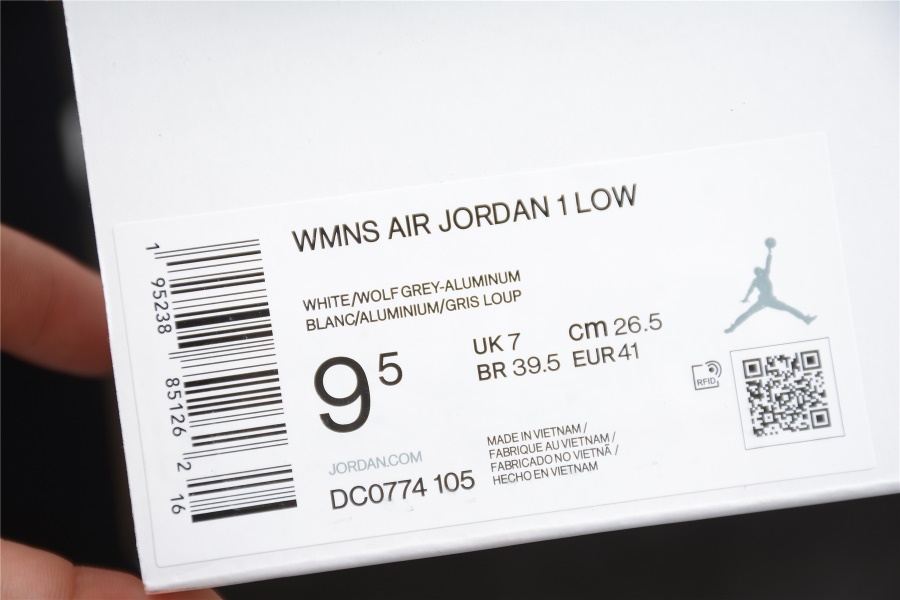 WMNS AIR JORDAN 1 LOW
WHITE/WOLF GREY-ALUMINUM
BLANC/ALUMINIUM/GRIS LOUP
9 5
UK 7 cm 26.5
BR 39.5 EUR 41
RFID
JORDAN.COM
DC0774 105
MADE IN VIETNAM /
FABRIQUE AU VIETNAM /
FABRICADO NO VIETNÃ /
HECHO EN VIETNAM
1 95238 85126 2 16